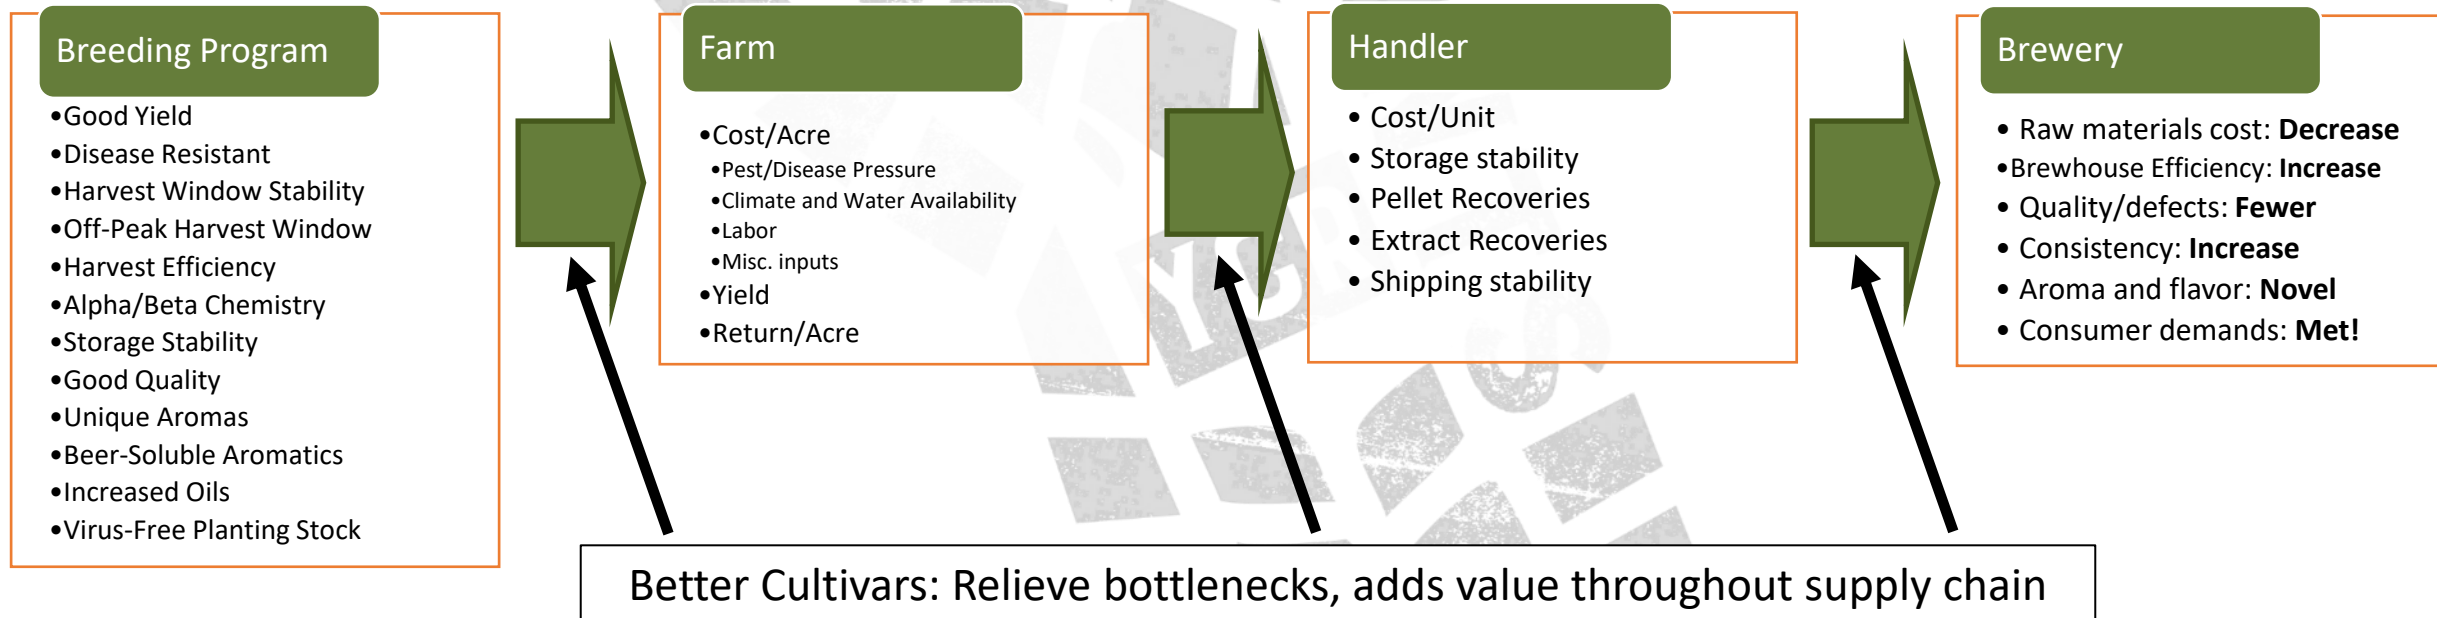 Breeding Program
•Good Yield
•Disease Resistant
•Harvest Window Stability
•Off-Peak Harvest Window
•Harvest Efficiency
•Alpha/Beta Chemistry
•Storage Stability
•Good Quality
•Unique Aromas
•Beer-Soluble Aromatics
•Increased Oils
•Virus-Free Planting Stock
Farm
•Cost/Acre
•Pest/Disease Pressure
•Climate and Water Availability
•Labor
•Misc. inputs
•Yield
•Return/Acre
Handler
• Cost/Unit
• Storage stability
• Pellet Recoveries
• Extract Recoveries
• Shipping stability
Brewery
• Raw materials cost: Decrease
•Brewhouse Efficiency: Increase
• Quality/defects: Fewer
• Consistency: Increase
• Aroma and flavor: Novel
• Consumer demands: Met!
Better Cultivars: Relieve bottlenecks, adds value throughout supply chain